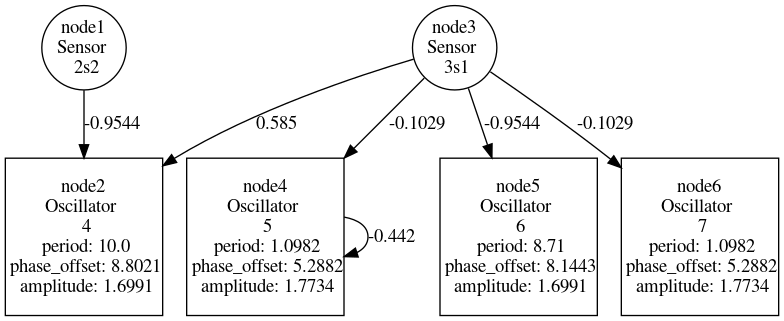 node1
Sensor
2s2
node3
Sensor
3s1
-0.9544
0.585
-0.1029
-0.9544
-0.1029
node2
Oscillator
4
period: 10.0
phase_offset: 8.8021
amplitude: 1.6991
node4
Oscillator
5
period: 1.0982
phase_offset: 5.2882
amplitude: 1.7734
-0.442
node5
Oscillator
6
period: 8.71
phase_offset: 8.1443
amplitude: 1.6991
node6
Oscillator
7
period: 1.0982
phase_offset: 5.2882
amplitude: 1.7734